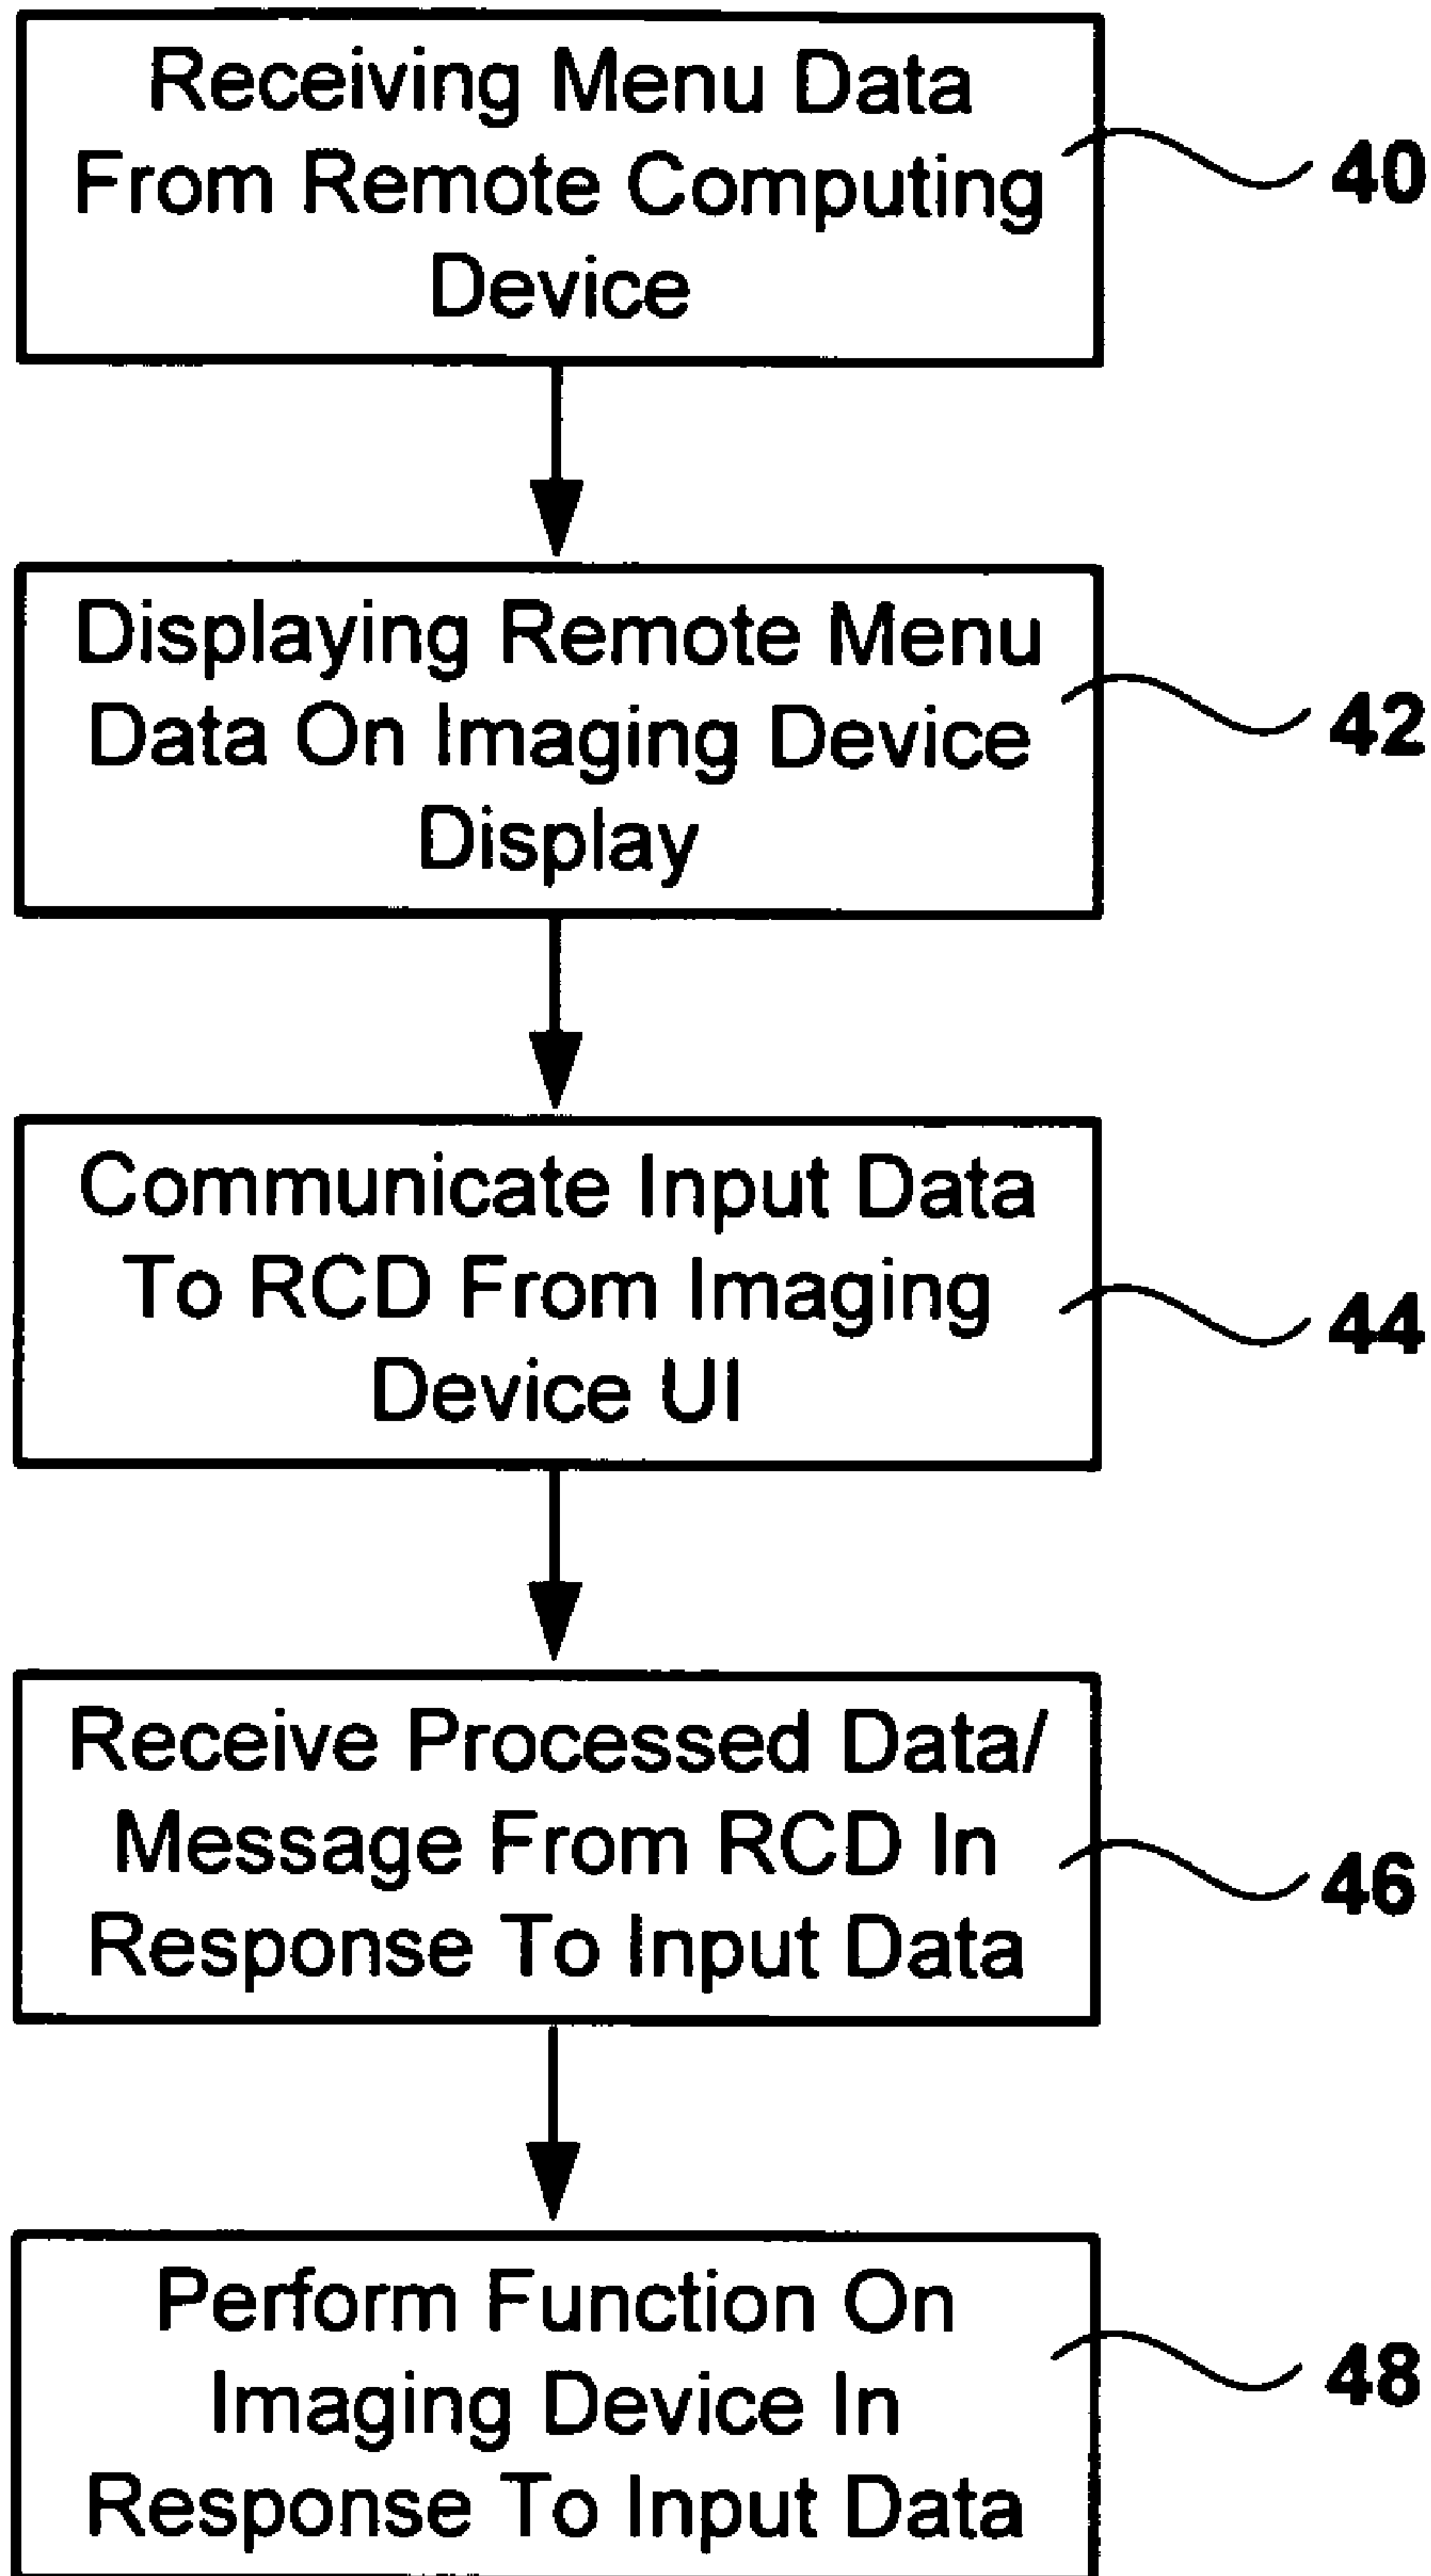 Receiving Menu Data
From Remote Computing
Device
40
Displaying Remote Menu
Data On Imaging Device
Display
42
Communicate Input Data
To RCD From Imaging
Device UI
44
Receive Processed Data/
Message From RCD In
Response To Input Data
46
Perform Function On
Imaging Device In
Response To Input Data
48